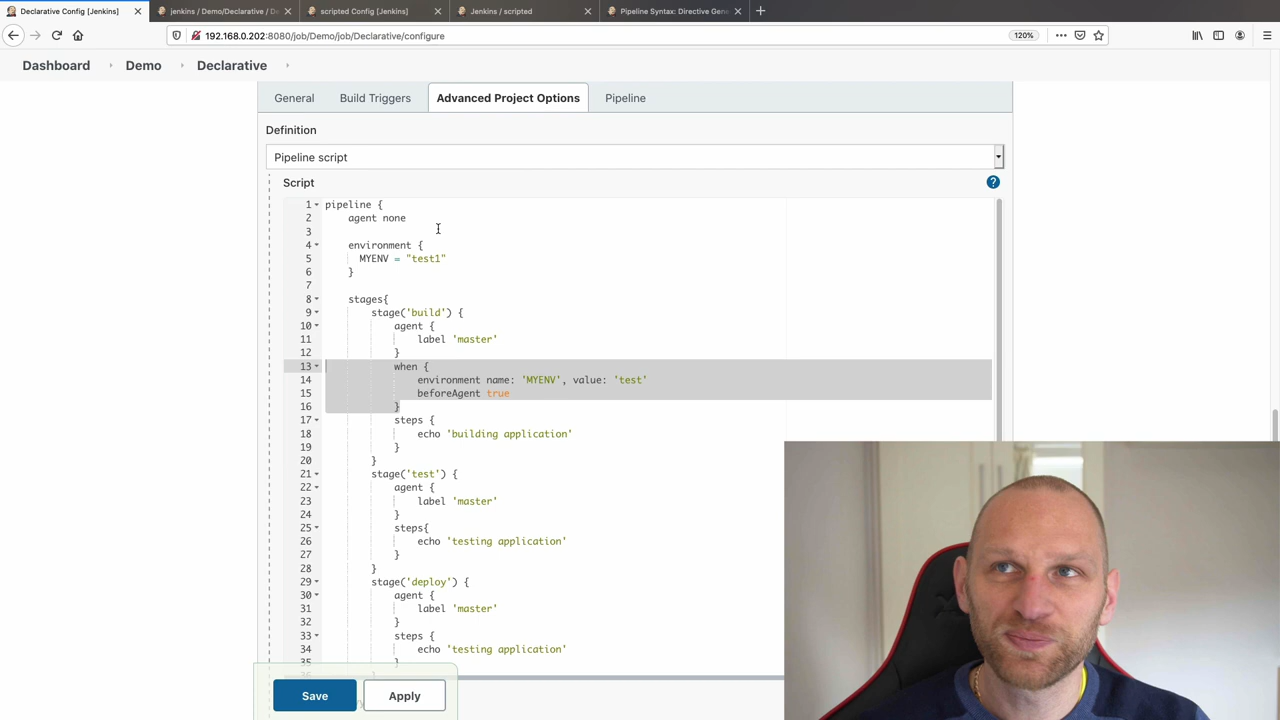 Declarative Config [Jenkins]
jenkins / Demo/Declarative / De
scripted Config [Jenkins]
Jenkins / scripted
Pipeline Syntax: Directive Gene
192.168.0.202:8080/job/Demo/job/Declarative/configure
120%
Dashboard
Demo
Declarative
General
Build Triggers
Advanced Project Options
Pipeline
Definition
Pipeline script
Script
?
1 pipeline {
2 agent none
3
4 environment {
5 MYENV = "test1"
6 }
7
8 stages{
9 stage('build') {
10 agent {
11 label 'master'
12 }
13 when {
14 environment name: 'MYENV', value: 'test'
15 beforeAgent true
16 }
17 steps {
18 echo 'building application'
19 }
20 }
21 stage('test') {
22 agent {
23 label 'master'
24 }
25 steps{
26 echo 'testing application'
27 }
28 }
29 stage('deploy') {
30 agent {
31 label 'master'
32 }
33 steps {
34 echo 'testing application'
35 }
Save
Apply